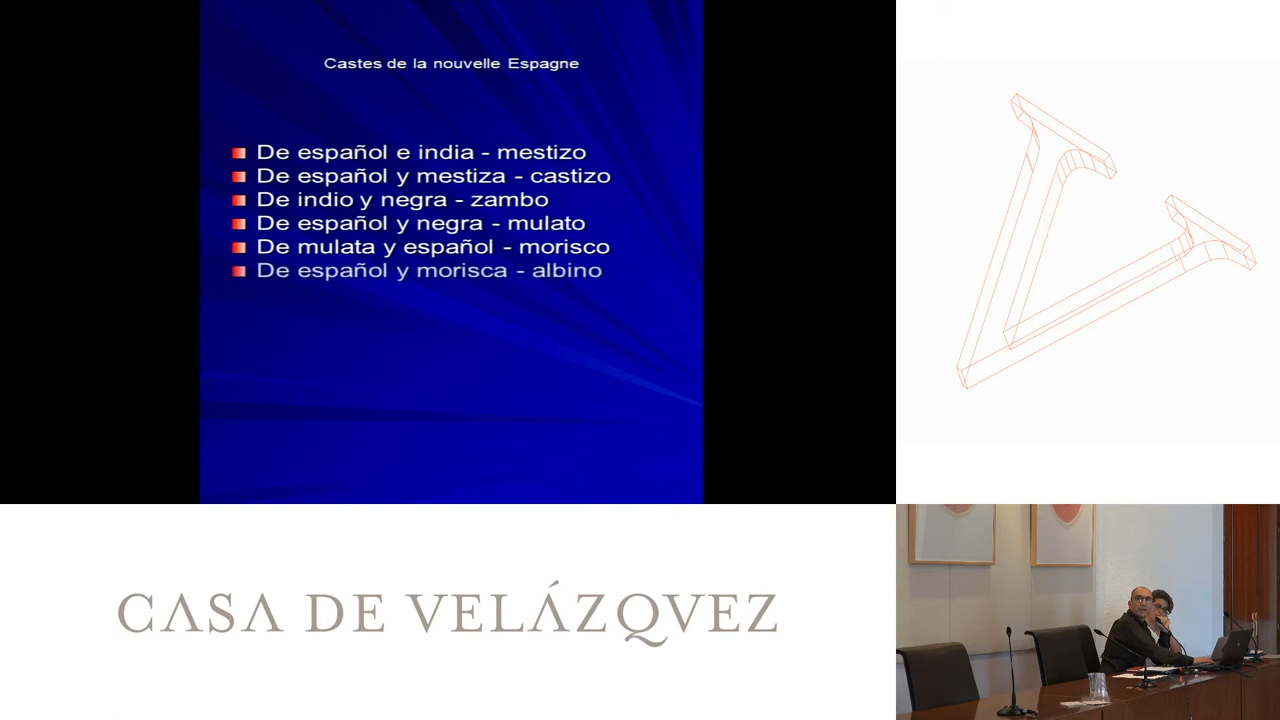 Castes de la nouvelle Espagne
De español e india - mestizo
De español y mestiza - castizo
De indio y negra - zambo
De español y negra - mulato
De mulata y español - morisco
De español y morisca - albino
CASA DE VELÁZQVEZ